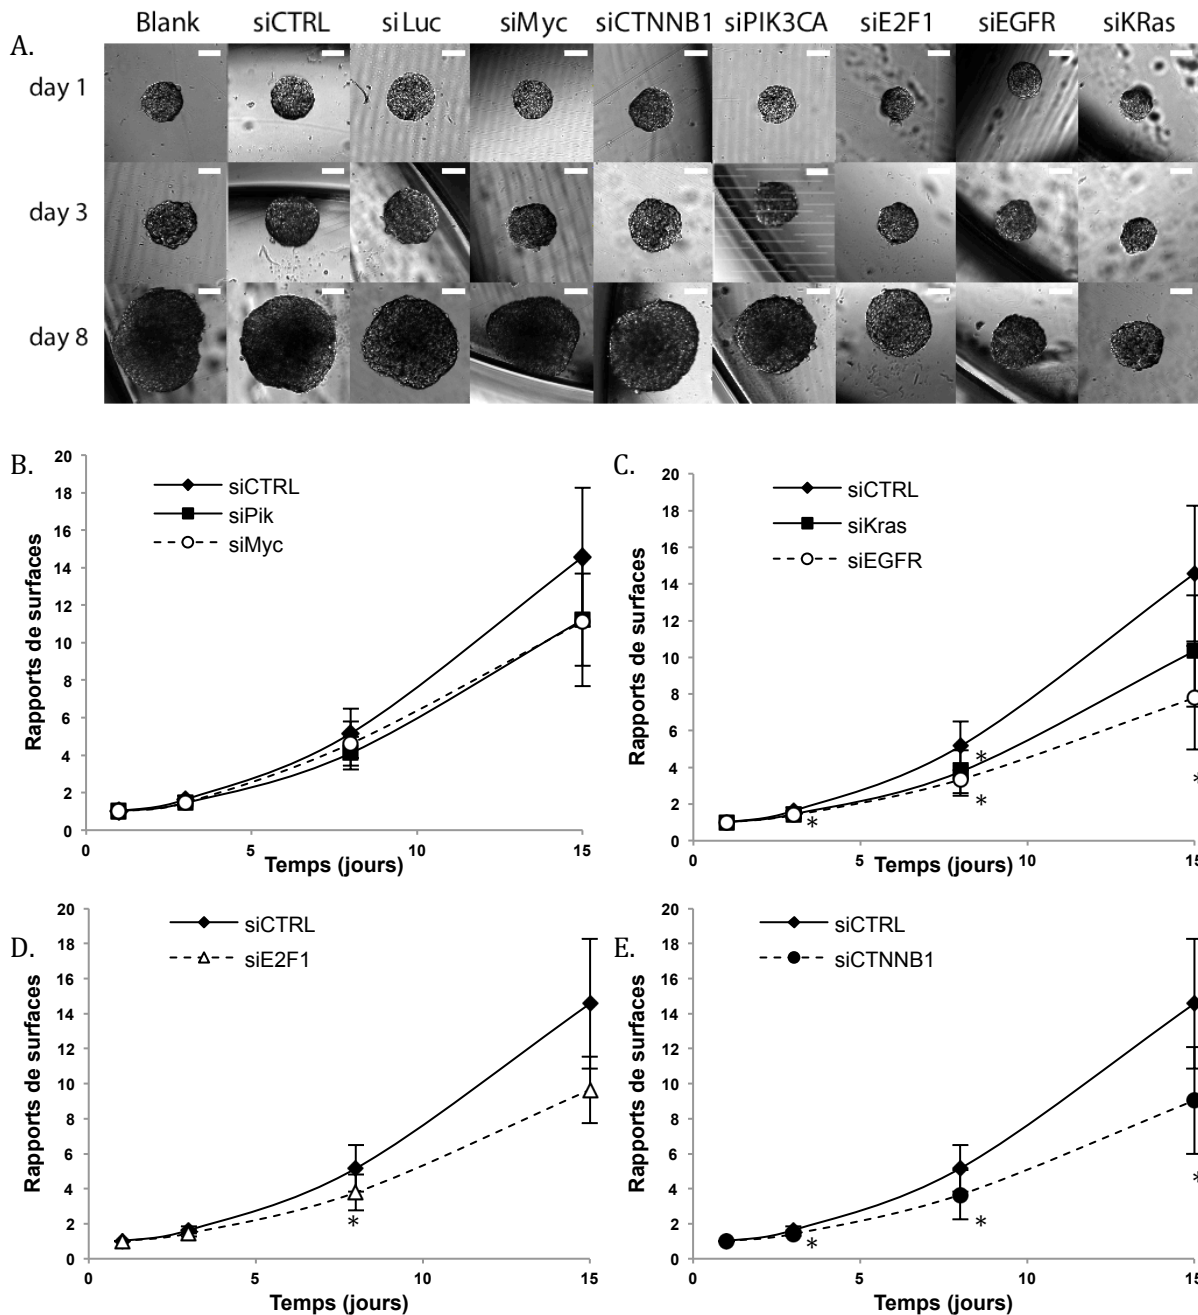 Blank siCTRL siLuc siMyc siCTNNB1 siPIK3CA siE2F1 siEGFR siKRas
A.
day 1
day 3
day 8
B.
siCTRL
siPik
siMyc
Rapports de surfaces
20
18
16
14
12
10
8
6
4
2
0
0 5 10 15
Temps (jours)
C.
siCTRL
siKras
siEGFR
Rapports de surfaces
20
18
16
14
12
10
8
6
4
2
0
* * * *
0 5 10 15
Temps (jours)
D.
siCTRL
siE2F1
Rapports de surfaces
20
18
16
14
12
10
8
6
4
2
0
*
0 5 10 15
Temps (jours)
E.
siCTRL
siCTNNB1
Rapports de surfaces
20
18
16
14
12
10
8
6
4
2
0
* * *
0 5 10 15
Temps (jours)